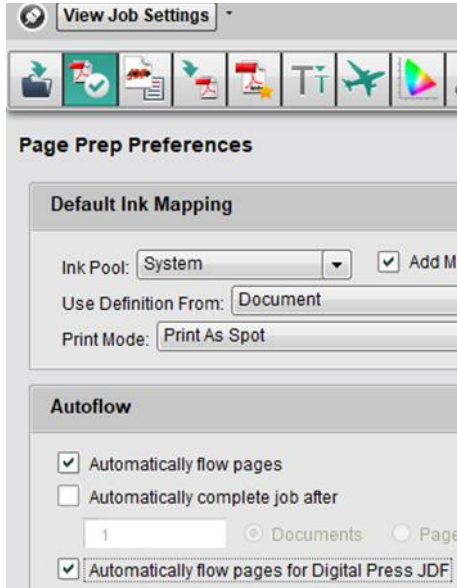 View Job Settings
Page Prep Preferences
Default Ink Mapping
Ink Pool: System Add M
Use Definition From: Document
Print Mode: Print As Spot
Autoflow
Automatically flow pages
Automatically complete job after
1 Documents Page
Automatically flow pages for Digital Press JDF